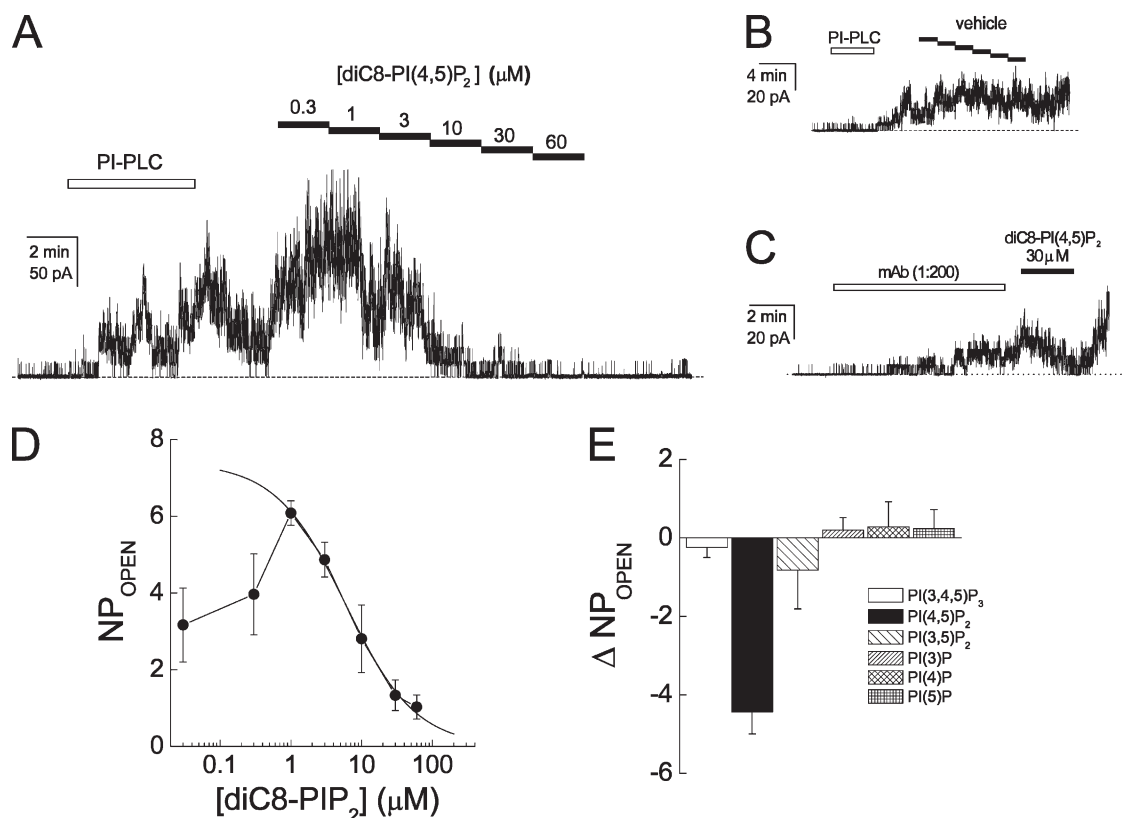 A
[diC8-PI(4,5)P2] (μM)
0.3 1 3 10 30 60
PI-PLC
2 min
50 pA
B
vehicle
PI-PLC
4 min
20 pA
C
diC8-PI(4,5)P2
30μM
mAb (1:200)
2 min
20 pA
D
8
6
4
2
0
NPOPEN
0.1 1 10 100
[diC8-PIP2] (μM)
E
2
0
-2
-4
-6
Δ NPOPEN
PI(3,4,5)P3
PI(4,5)P2
PI(3,5)P2
PI(3)P
PI(4)P
PI(5)P